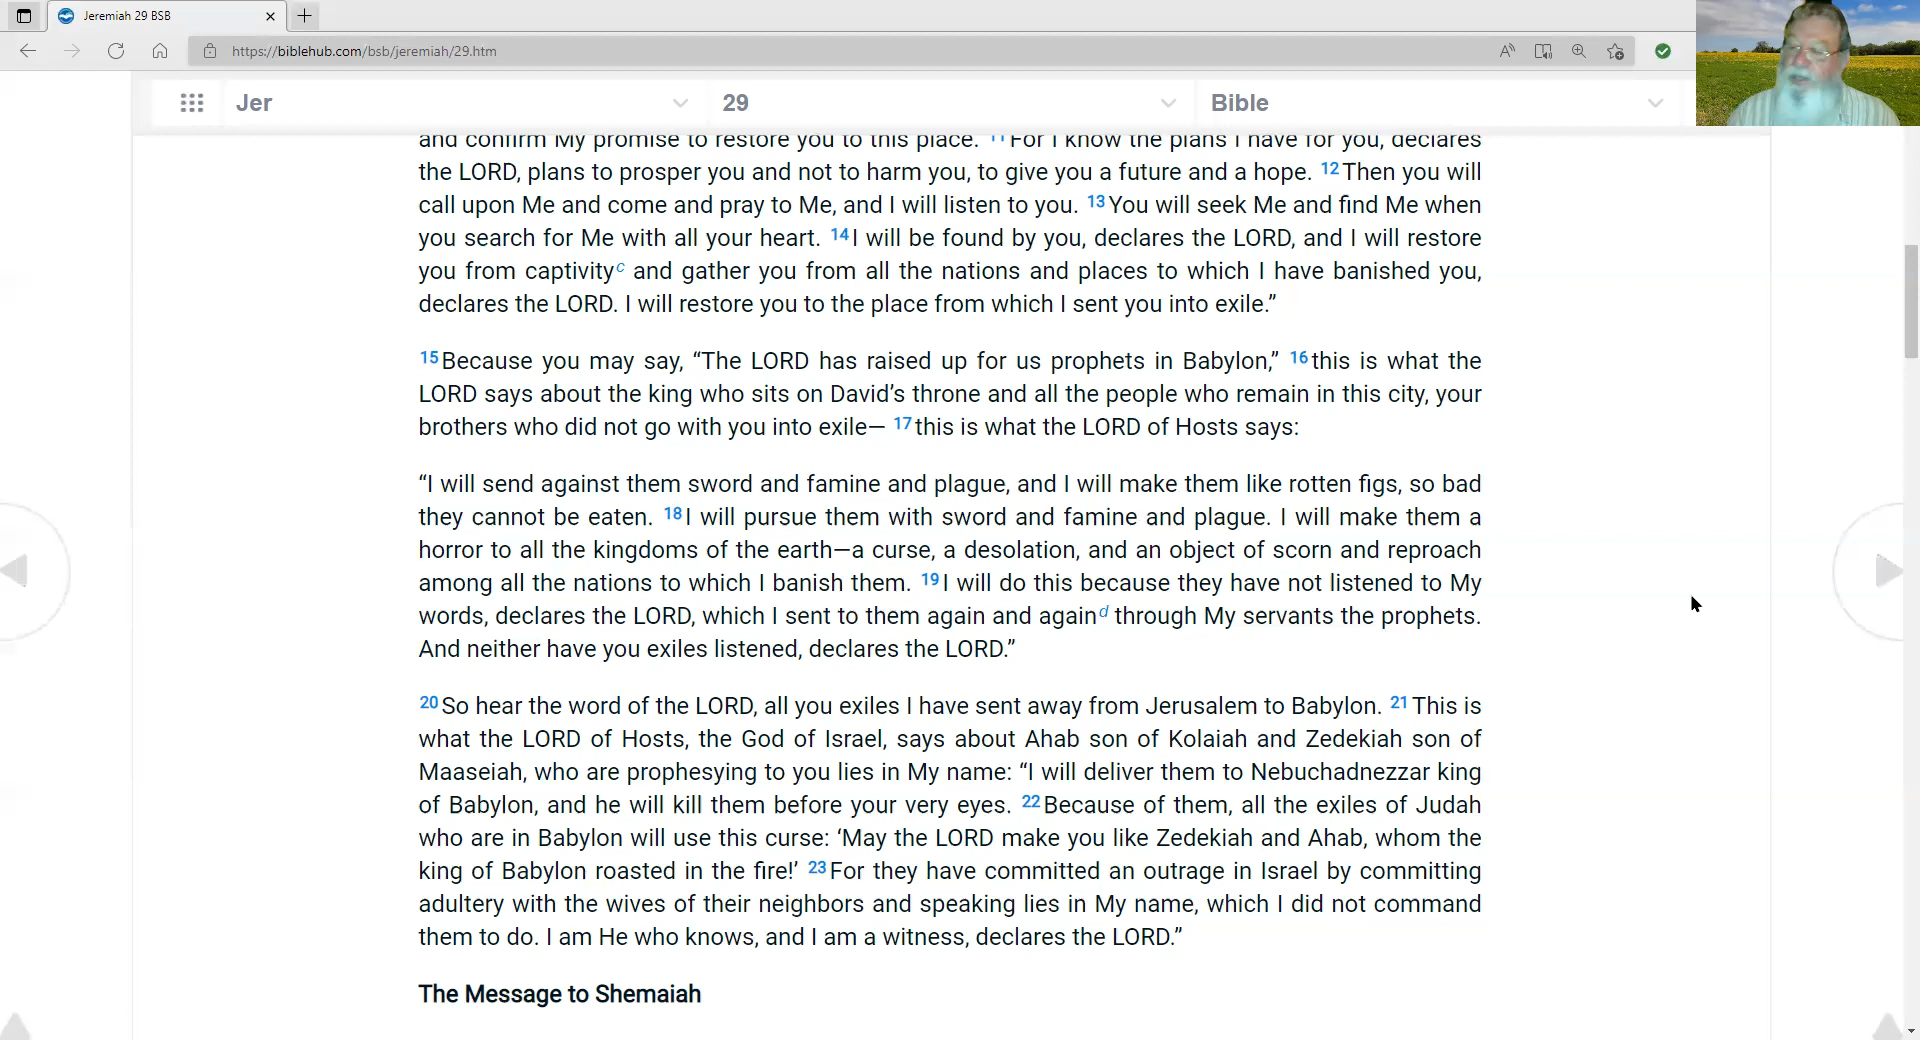 Jeremiah 29 BSB
https://biblehub.com/bsb/jeremiah/29.htm
Jer 29 Bible
and confirm My promise to restore you to this place. 11 For I know the plans I have for you, declares
the LORD, plans to prosper you and not to harm you, to give you a future and a hope. 12 Then you will
call upon Me and come and pray to Me, and I will listen to you. 13 You will seek Me and find Me when
you search for Me with all your heart. 14 I will be found by you, declares the LORD, and I will restore
you from captivity c and gather you from all the nations and places to which I have banished you,
declares the LORD. I will restore you to the place from which I sent you into exile.”
15 Because you may say, “The LORD has raised up for us prophets in Babylon,” 16 this is what the
LORD says about the king who sits on David’s throne and all the people who remain in this city, your
brothers who did not go with you into exile— 17 this is what the LORD of Hosts says:
“I will send against them sword and famine and plague, and I will make them like rotten figs, so bad
they cannot be eaten. 18 I will pursue them with sword and famine and plague. I will make them a
horror to all the kingdoms of the earth—a curse, a desolation, and an object of scorn and reproach
among all the nations to which I banish them. 19 I will do this because they have not listened to My
words, declares the LORD, which I sent to them again and again d through My servants the prophets.
And neither have you exiles listened, declares the LORD.”
20 So hear the word of the LORD, all you exiles I have sent away from Jerusalem to Babylon. 21 This is
what the LORD of Hosts, the God of Israel, says about Ahab son of Kolaiah and Zedekiah son of
Maaseiah, who are prophesying to you lies in My name: “I will deliver them to Nebuchadnezzar king
of Babylon, and he will kill them before your very eyes. 22 Because of them, all the exiles of Judah
who are in Babylon will use this curse: ‘May the LORD make you like Zedekiah and Ahab, whom the
king of Babylon roasted in the fire!’ 23 For they have committed an outrage in Israel by committing
adultery with the wives of their neighbors and speaking lies in My name, which I did not command
them to do. I am He who knows, and I am a witness, declares the LORD.”
The Message to Shemaiah